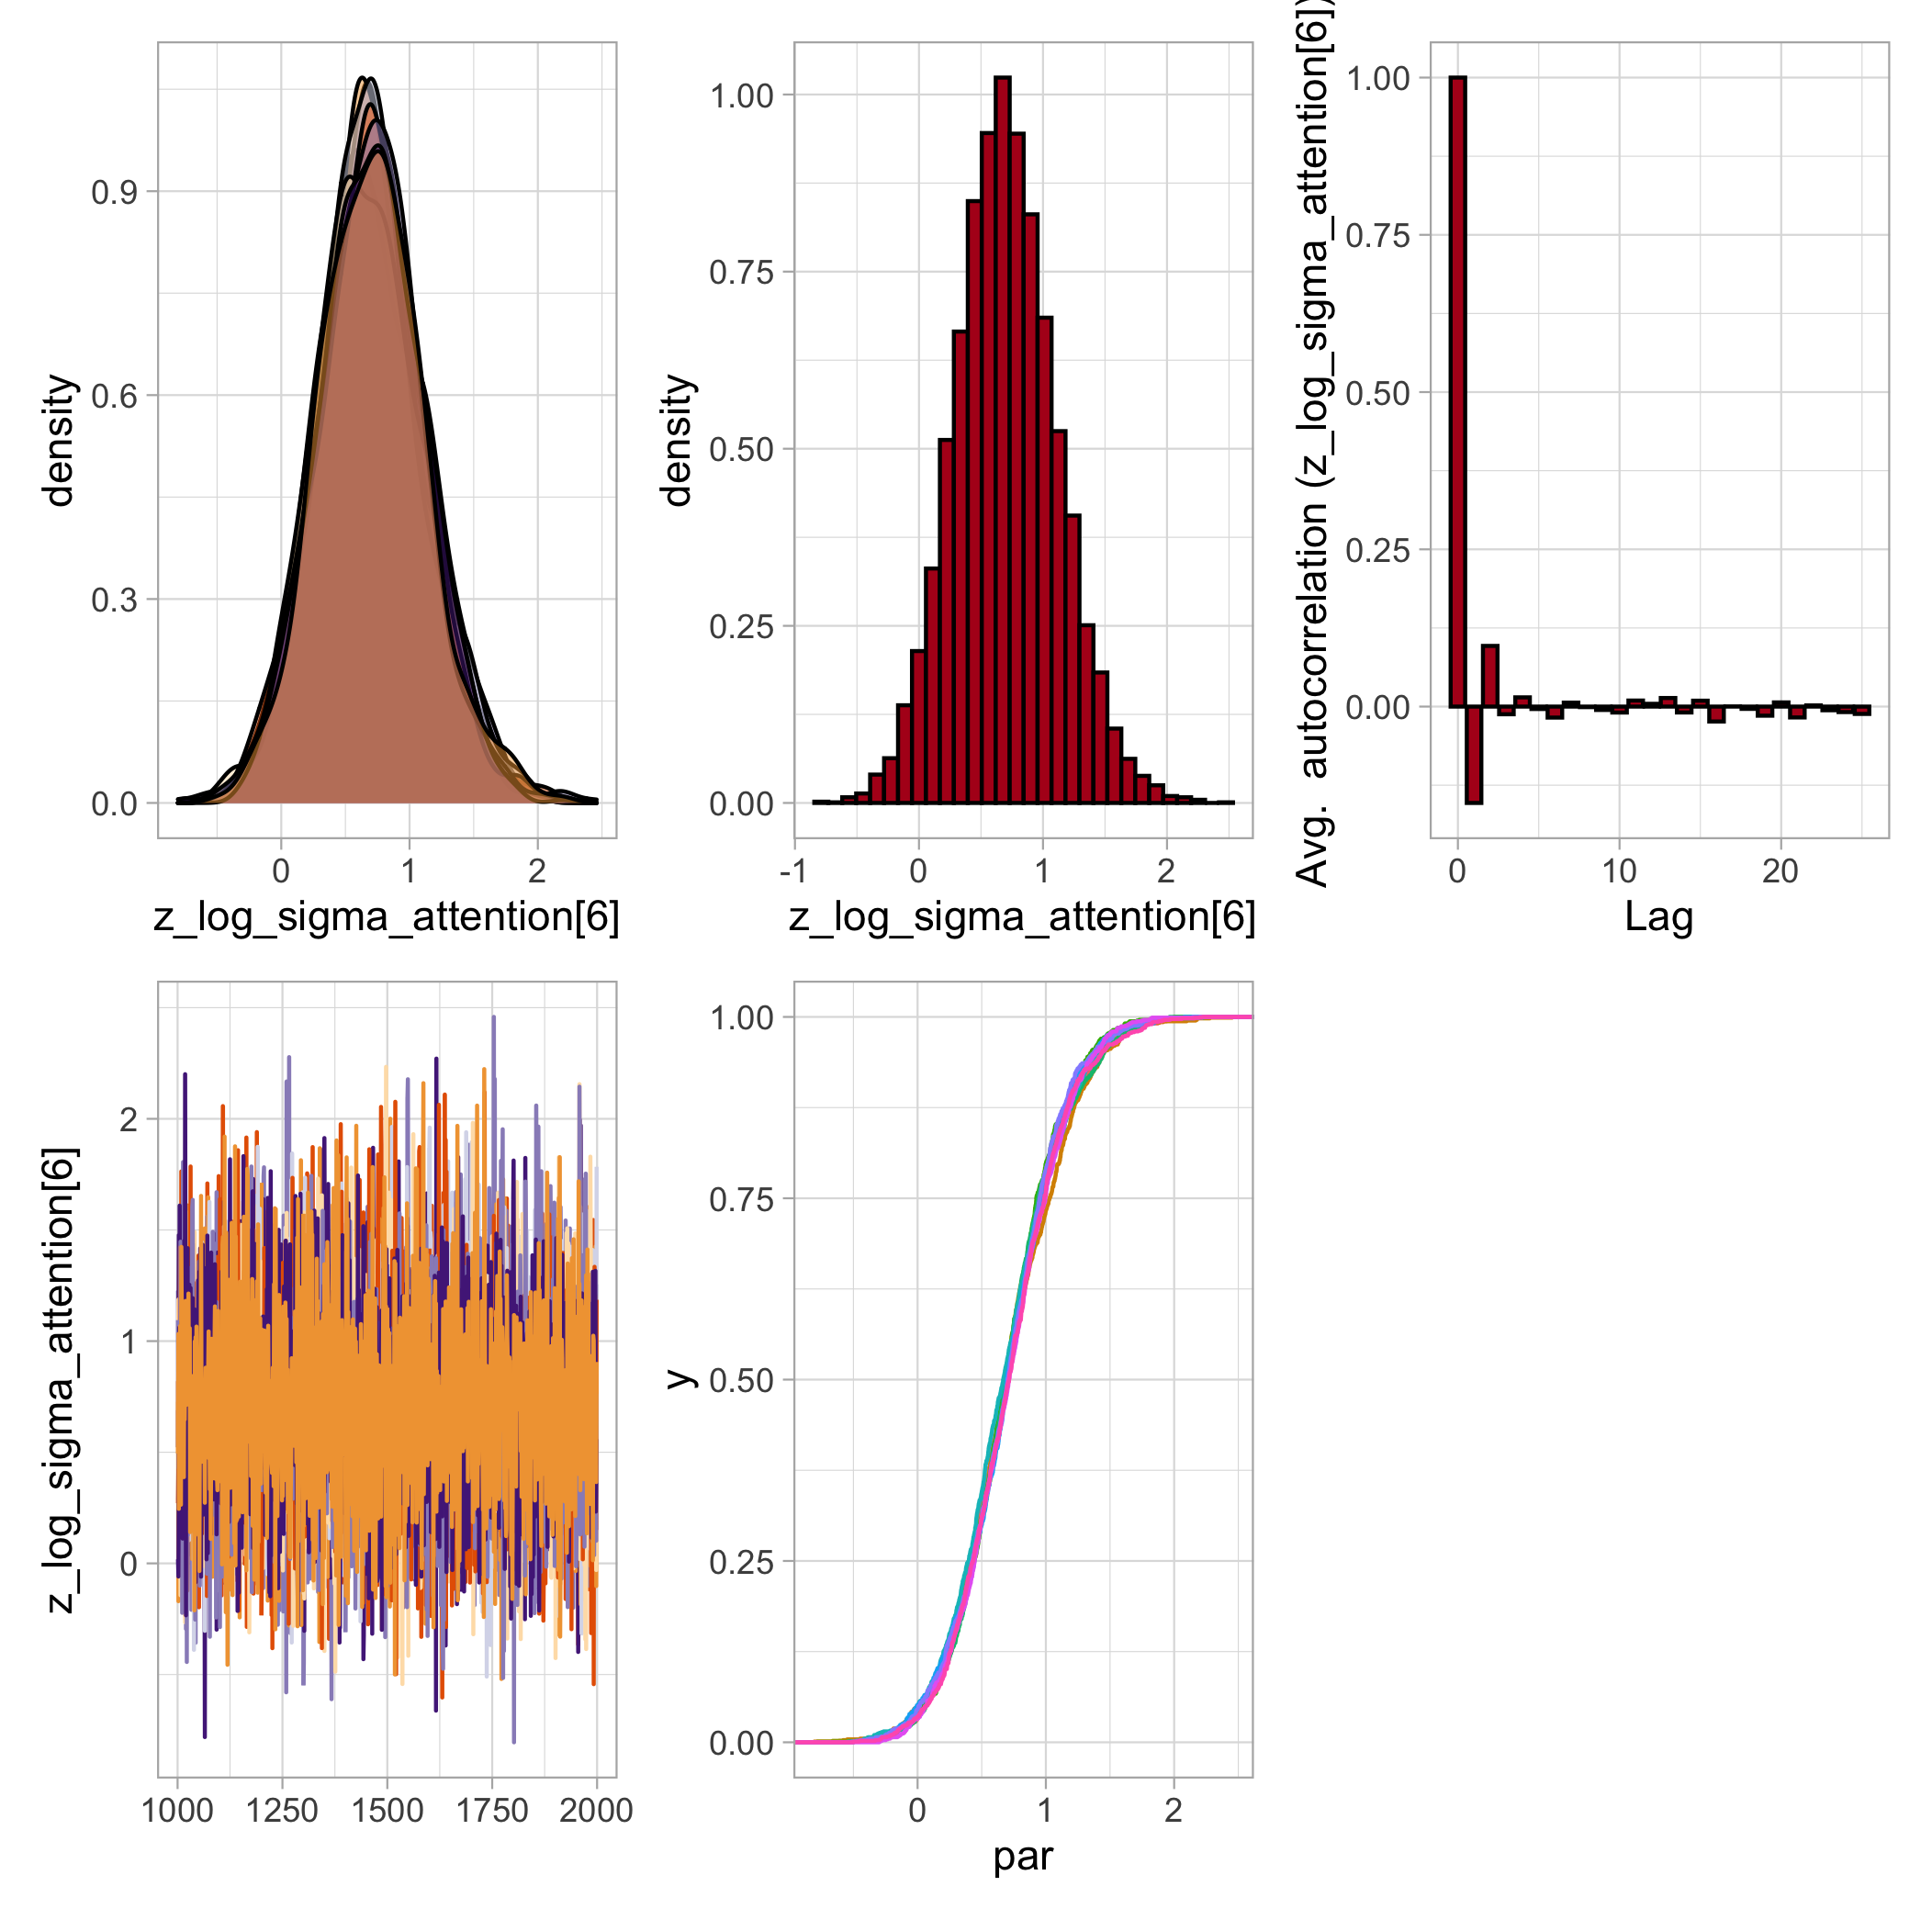 density
0.9
0.6
0.3
0.0
0 1 2
z_log_sigma_attention[6]
density
1.00
0.75
0.50
0.25
0.00
-1 0 1 2
z_log_sigma_attention[6]
Avg. autocorrelation (z_log_sigma_attention[6])
1.00
0.75
0.50
0.25
0.00
0 10 20
Lag
z_log_sigma_attention[6]
2
1
0
1000 1250 1500 1750 2000
y
1.00
0.75
0.50
0.25
0.00
0 1 2
par